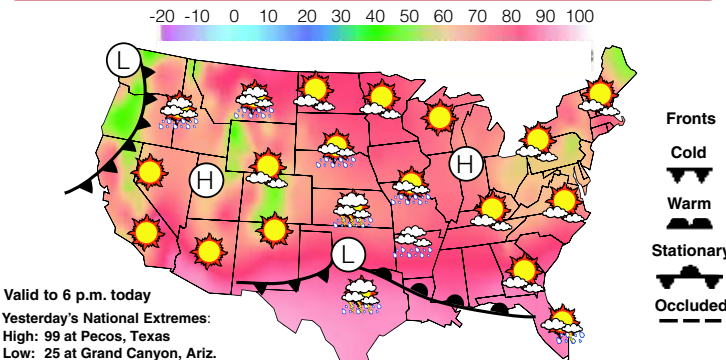 -20 -10 0 10 20 30 40 50 60 70 80 90 100
L
H
H
L
Fronts
Cold
Warm
Stationary
Occluded
Valid to 6 p.m. today
Yesterday's National Extremes:
High: 99 at Pecos, Texas
Low: 25 at Grand Canyon, Ariz.